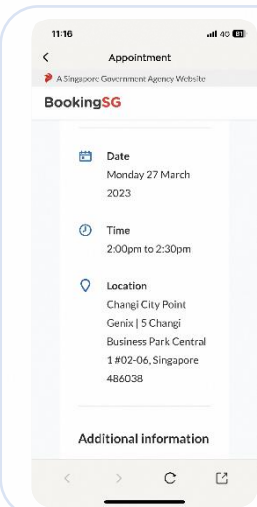 11:16
4G 81
Appointment
A Singapore Government Agency Website
BookingSG
Date
Monday 27 March
2023
Time
2:00pm to 2:30pm
Location
Changi City Point
Genix | 5 Changi
Business Park Central
1 #02-06, Singapore
486038
Additional information